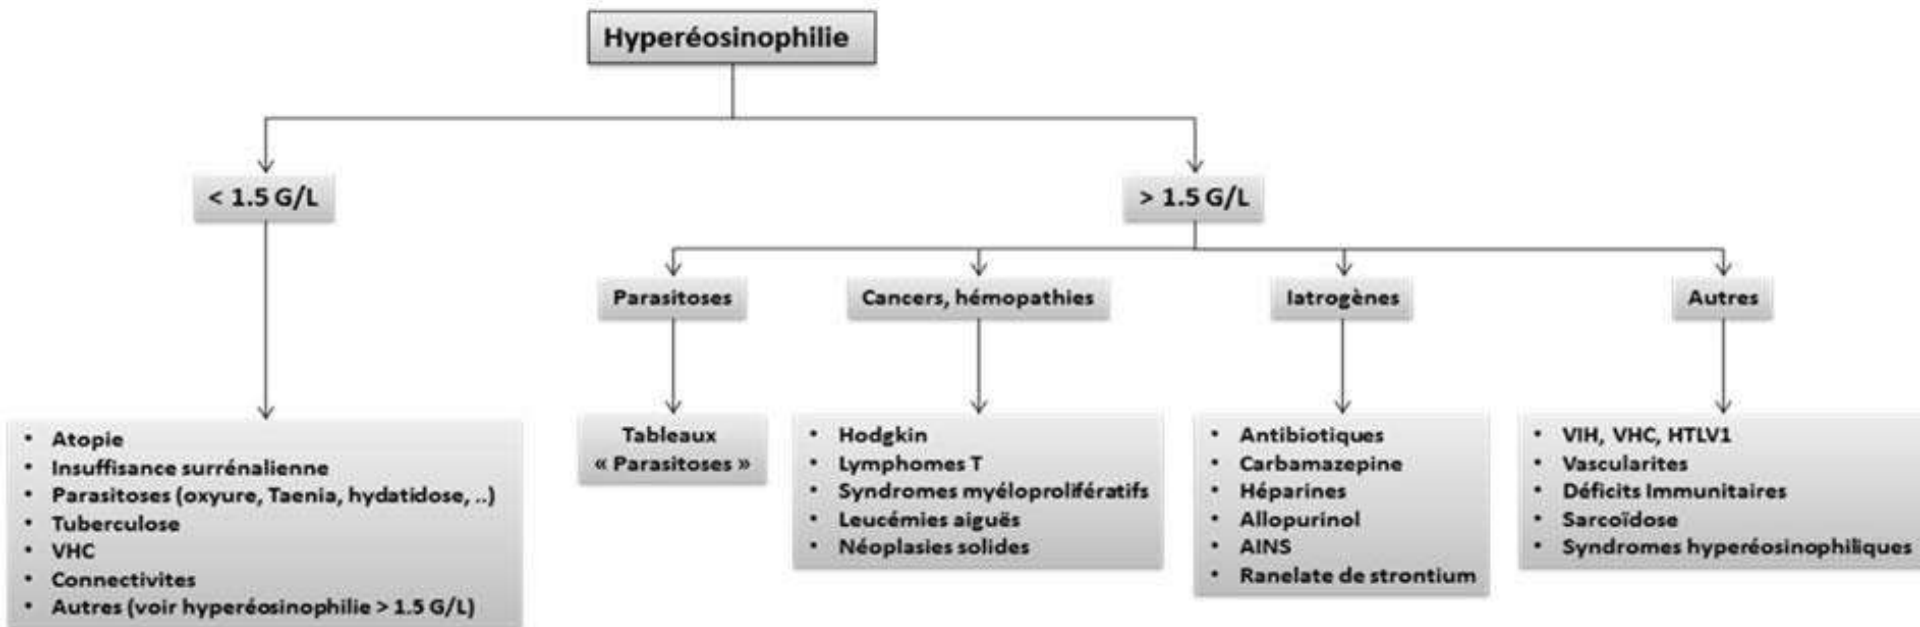 Hyperéosinophilie
< 1.5 G/L
> 1.5 G/L
Parasitoses
Cancers, hémopathies
Iatrogènes
Autres
• Atopie
• Insuffisance surrénalienne
• Parasitoses (oxyure, Taenia, hydatidose, ..)
• Tuberculose
• VHC
• Connectivites
• Autres (voir hyperéosinophilie > 1.5 G/L)
Tableaux
« Parasitoses »
• Hodgkin
• Lymphomes T
• Syndromes myéloprolifératifs
• Leucémies aiguës
• Néoplasies solides
• Antibiotiques
• Carbamazepine
• Héparines
• Allopurinol
• AINS
• Ranelate de strontium
• VIH, VHC, HTLV1
• Vascularites
• Déficits Immunitaires
• Sarcoïdose
• Syndromes hyperéosinophiliques